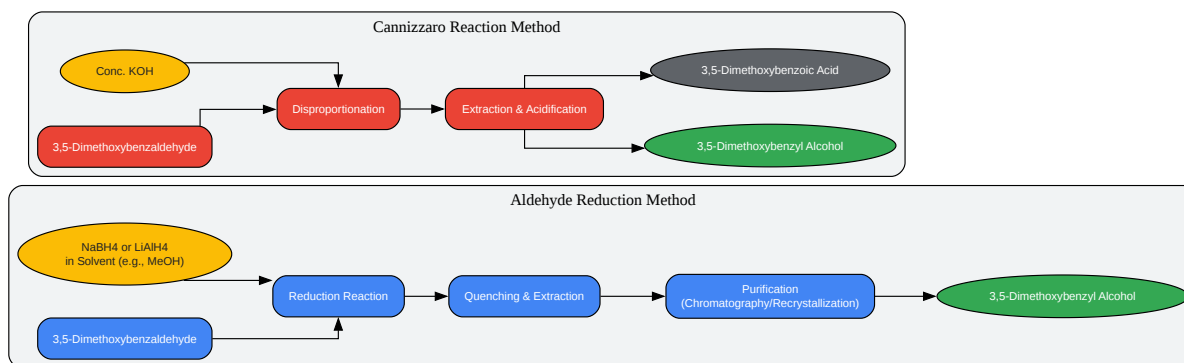 Cannizzaro Reaction Method
Conc. KOH
3,5-Dimethoxybenzoic Acid
Disproportionation
Extraction & Acidification
3,5-Dimethoxybenzaldehyde
3,5-Dimethoxybenzyl Alcohol
Aldehyde Reduction Method
NaBH4 or LiAlH4
in Solvent (e.g., MeOH)
Reduction Reaction
Quenching & Extraction
Purification
(Chromatography/Recrystallization)
3,5-Dimethoxybenzyl Alcohol
3,5-Dimethoxybenzaldehyde